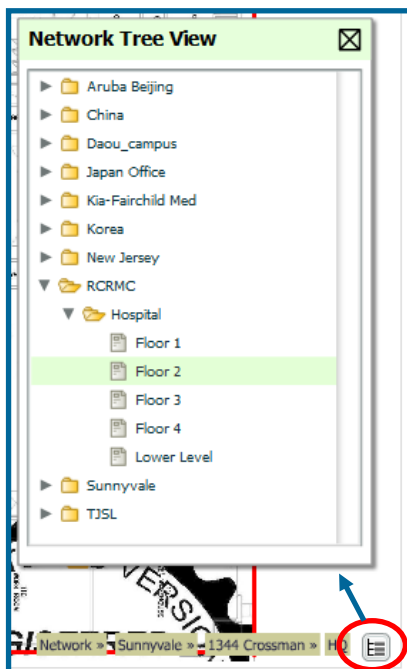 Network Tree View
Aruba Beijing
China
Daou_campus
Japan Office
Kia-Fairchild Med
Korea
New Jersey
RCRMC
Hospital
Floor 1
Floor 2
Floor 3
Floor 4
Lower Level
Sunnyvale
TJSL
VERSI
Network » Sunnyvale » 1344 Crossman » HQ